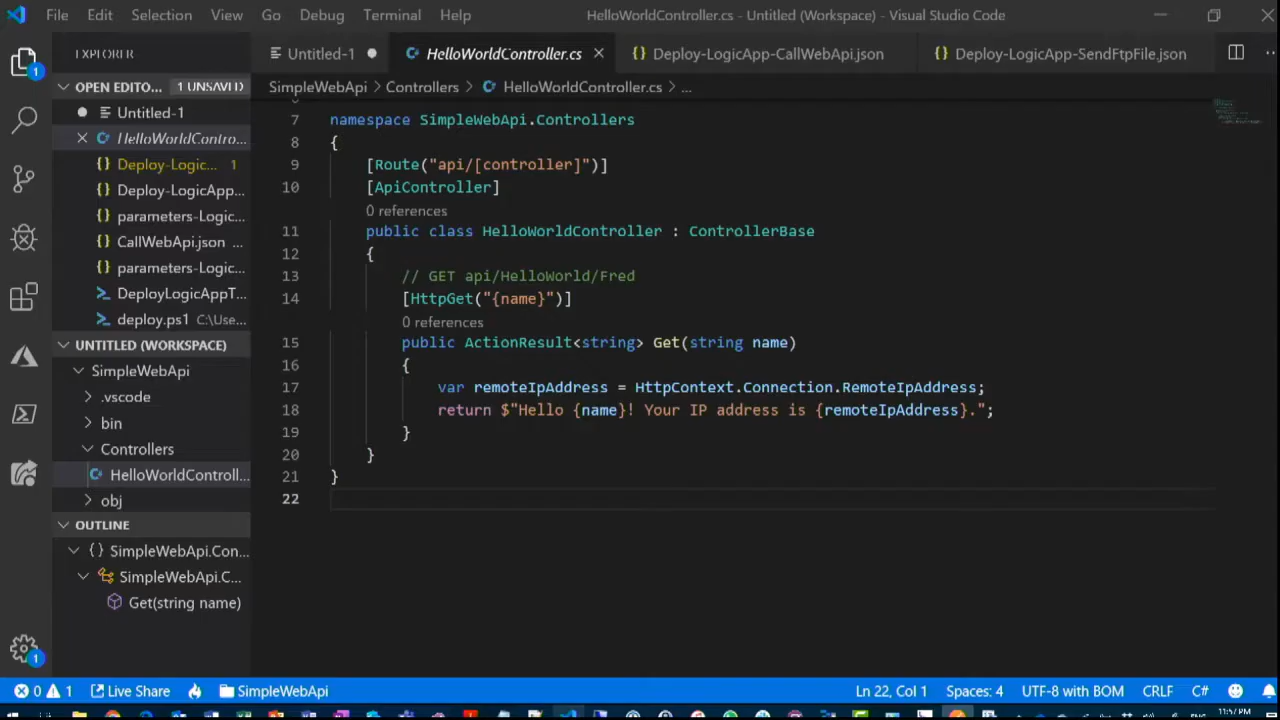 File Edit Selection View Go Debug Terminal Help HelloWorldController.cs - Untitled (Workspace) - Visual Studio Code
EXPLORER Untitled-1 HelloWorldController.cs Deploy-LogicApp-CallWebApi.json Deploy-LogicApp-SendFtpFile.json
1
OPEN EDITO... 1 UNSAVED
SimpleWebApi > Controllers > HelloWorldController.cs > ...
Untitled-1
HelloWorldContro...
Deploy-Logic... 1
Deploy-LogicApp...
parameters-Logic...
CallWebApi.json ...
parameters-Logic...
DeployLogicAppT...
deploy.ps1 C:\Use...
UNTITLED (WORKSPACE)
SimpleWebApi
.vscode
bin
Controllers
HelloWorldControll...
obj
OUTLINE
{} SimpleWebApi.Con...
SimpleWebApi.C...
Get(string name)
1
7 namespace SimpleWebApi.Controllers
8 {
9 [Route("api/[controller]")]
10 [ApiController]
0 references
11 public class HelloWorldController : ControllerBase
12 {
13 // GET api/HelloWorld/Fred
14 [HttpGet("{name}")]
0 references
15 public ActionResult<string> Get(string name)
16 {
17 var remoteIpAddress = HttpContext.Connection.RemoteIpAddress;
18 return $"Hello {name}! Your IP address is {remoteIpAddress}.";
19 }
20 }
21 }
22
0 1 Live Share SimpleWebApi Ln 22, Col 1 Spaces: 4 UTF-8 with BOM CRLF C#
11:57 PM